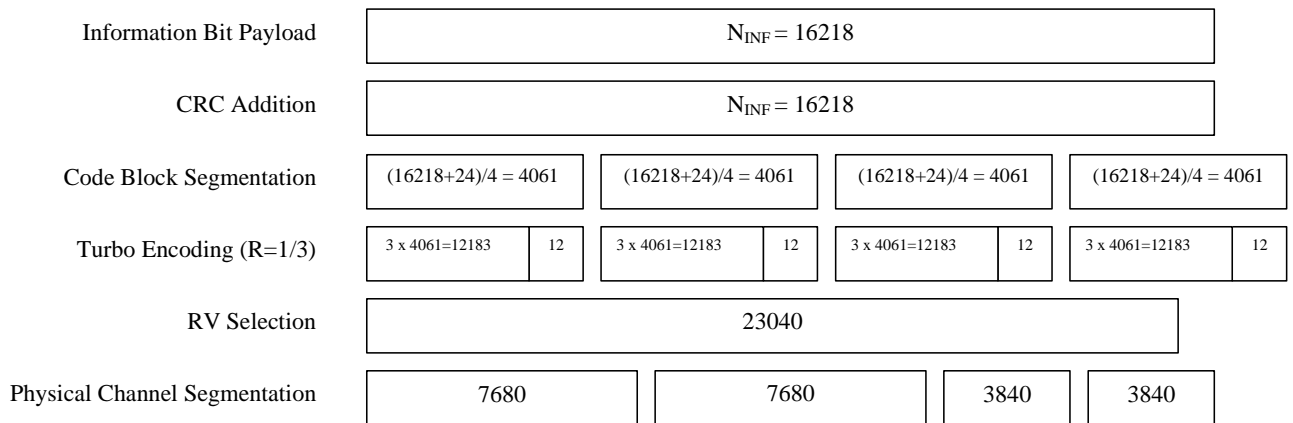 Information Bit Payload
N_INF = 16218
CRC Addition
N_INF = 16218
Code Block Segmentation
(16218+24)/4 = 4061
(16218+24)/4 = 4061
(16218+24)/4 = 4061
(16218+24)/4 = 4061
Turbo Encoding (R=1/3)
3 x 4061=12183
12
3 x 4061=12183
12
3 x 4061=12183
12
3 x 4061=12183
12
RV Selection
23040
Physical Channel Segmentation
7680
7680
3840
3840